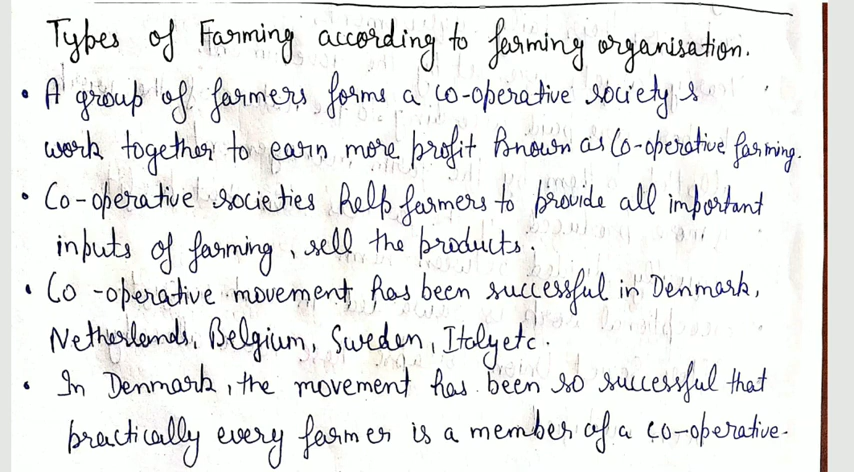 Types of Farming according to farming organisation.
• A group of farmers forms a co-operative society &
work together to earn more profit known as Co-operative farming.
• Co-operative societies help farmers to provide all important
inputs of farming, sell the products.
• Co-operative movement has been successful in Denmark,
Netherlands, Belgium, Sweden, Italy etc.
• In Denmark, the movement has been so successful that
practically every farmer is a member of a co-operative.